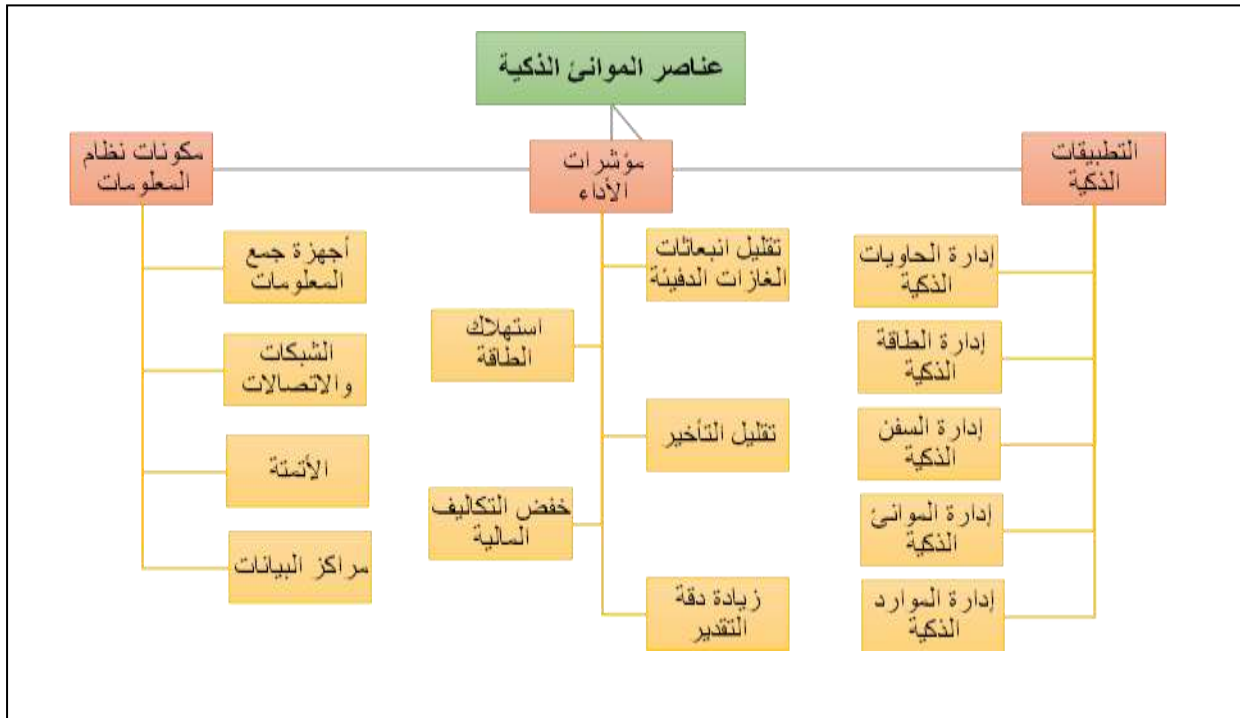 عناصر الموانئ الذكية
التطبيقات
الذكية
إدارة الحاويات
الذكية
إدارة الطاقة
الذكية
إدارة السفن
الذكية
إدارة الموانئ
الذكية
إدارة الموارد
الذكية
مؤشرات
الأداء
تقليل انبعاثات
الغازات الدفيئة
استهلاك
الطاقة
تقليل التأخير
خفض التكاليف
المالية
زيادة دقة
التقدير
مكونات نظام
المعلومات
أجهزة جمع
المعلومات
الشبكات
والاتصالات
الأتمتة
مراكز البيانات